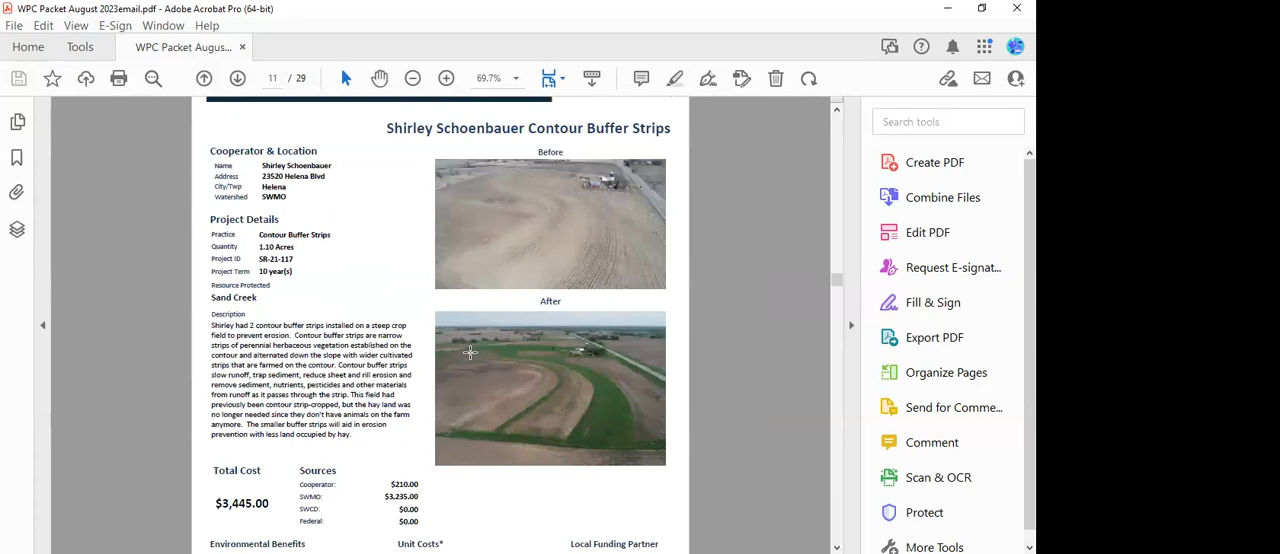 WPC Packet August 2023email.pdf - Adobe Acrobat Pro (64-bit)
File Edit View E-Sign Window Help
Home Tools WPC Packet Augus... ×
11 / 29 69.7%
Shirley Schoenbauer Contour Buffer Strips
Cooperator & Location
Name Shirley Schoenbauer
Address 23520 Helena Blvd
City/Twp Helena
Watershed SWMO
Project Details
Practice Contour Buffer Strips
Quantity 1.10 Acres
Project ID SR-21-117
Project Term 10 year(s)
Resource Protected
Sand Creek
Description
Shirley had 2 contour buffer strips installed on a steep crop
field to prevent erosion. Contour buffer strips are narrow
strips of perennial herbaceous vegetation established on the
contour and alternated down the slope with wider cultivated
strips that are farmed on the contour. Contour buffer strips
slow runoff, trap sediment, reduce sheet and rill erosion and
remove sediment, nutrients, pesticides and other materials
from runoff as it passes through the strip. This field had
previously been contour strip-cropped, but the hay land was
no longer needed since they don't have animals on the farm
anymore. The smaller buffer strips will aid in erosion
prevention with less land occupied by hay.
Before
After
Total Cost
$3,445.00
Sources
Cooperator: $210.00
SWMO: $3,235.00
SWCD: $0.00
Federal: $0.00
Environmental Benefits Unit Costs* Local Funding Partner
Search tools
Create PDF
Combine Files
Edit PDF
Request E-signat...
Fill & Sign
Export PDF
Organize Pages
Send for Comme...
Comment
Scan & OCR
Protect
More Tools